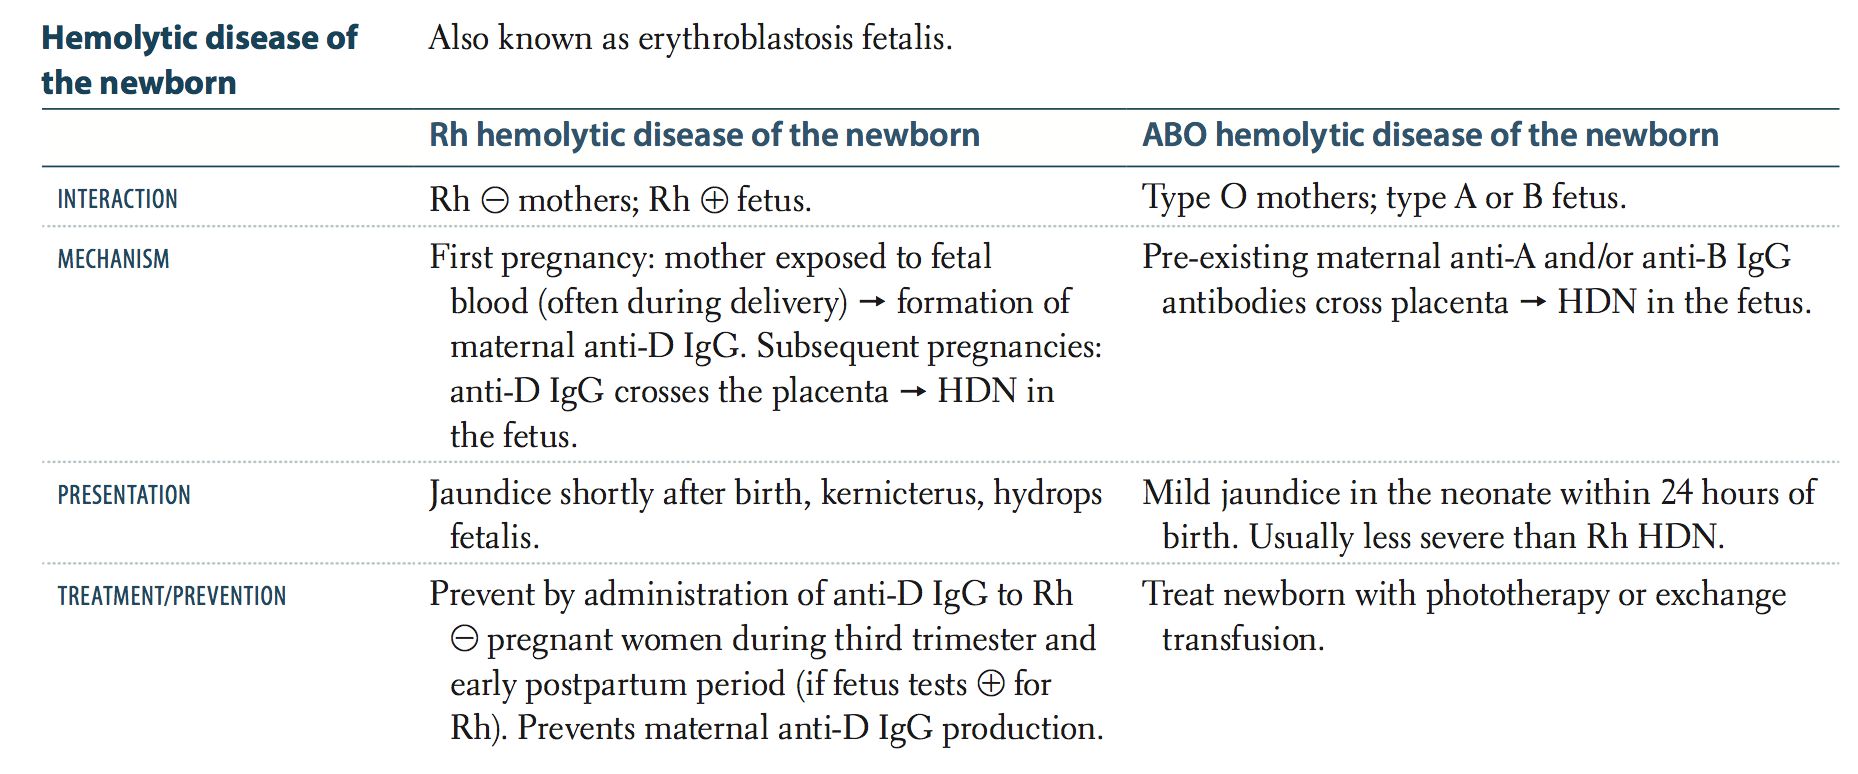 Hemolytic disease of
the newborn
Also known as erythroblastosis fetalis.
Rh hemolytic disease of the newborn
ABO hemolytic disease of the newborn
INTERACTION
Rh ⊖ mothers; Rh ⊕ fetus.
Type O mothers; type A or B fetus.
MECHANISM
First pregnancy: mother exposed to fetal
blood (often during delivery) → formation of
maternal anti-D IgG. Subsequent pregnancies:
anti-D IgG crosses the placenta → HDN in
the fetus.
Pre-existing maternal anti-A and/or anti-B IgG
antibodies cross placenta → HDN in the fetus.
PRESENTATION
Jaundice shortly after birth, kernicterus, hydrops
fetalis.
Mild jaundice in the neonate within 24 hours of
birth. Usually less severe than Rh HDN.
TREATMENT/PREVENTION
Prevent by administration of anti-D IgG to Rh
⊖ pregnant women during third trimester and
early postpartum period (if fetus tests ⊕ for
Rh). Prevents maternal anti-D IgG production.
Treat newborn with phototherapy or exchange
transfusion.